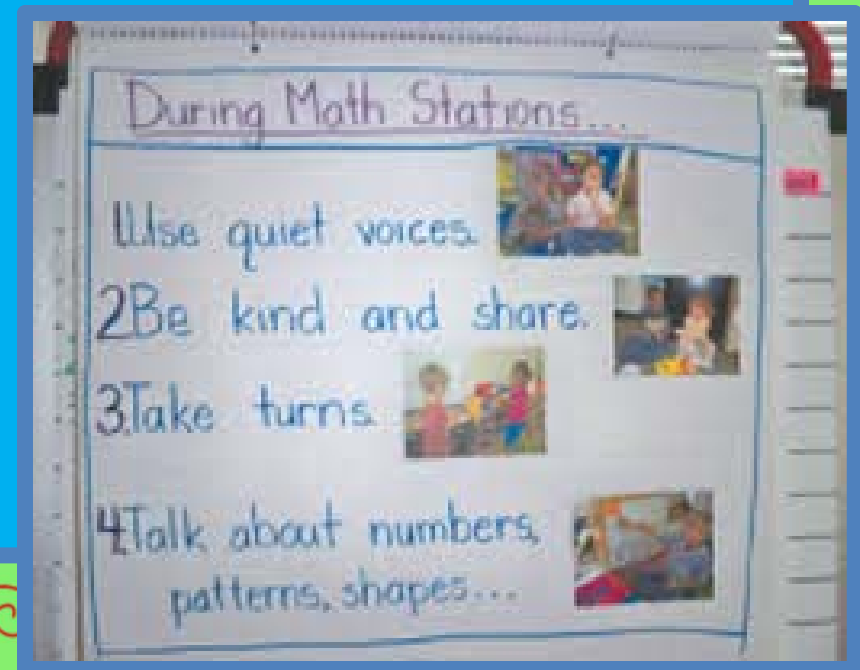 During Math Stations...
1. Use quiet voices.
2 Be kind and share.
3. Take turns.
4. Talk about numbers,
patterns, shapes...